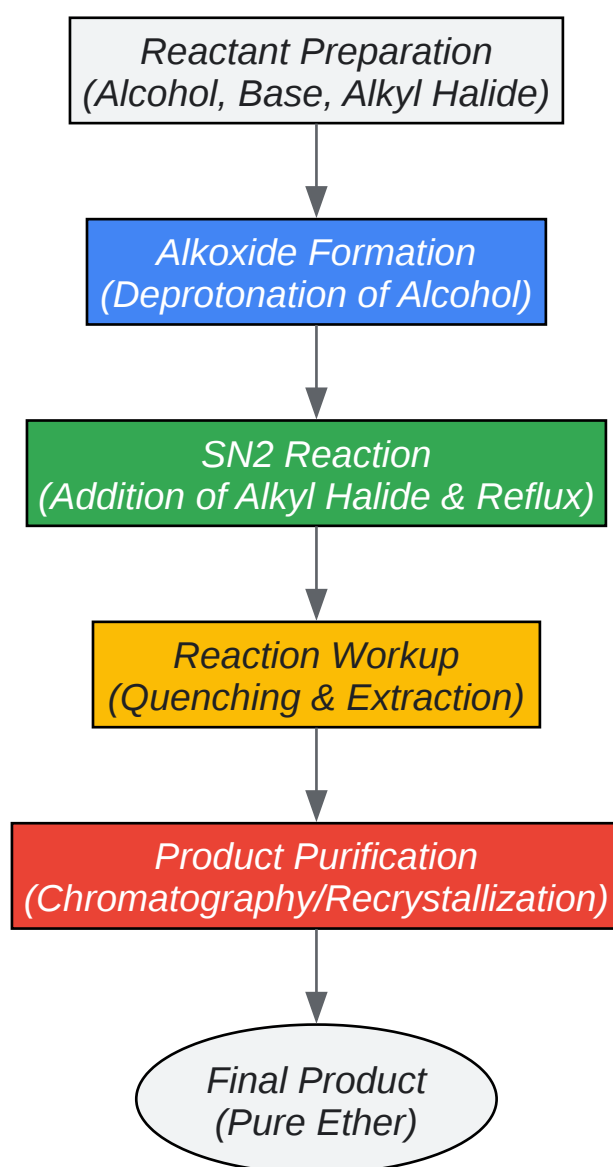 Reactant Preparation
(Alcohol, Base, Alkyl Halide)
Alkoxide Formation
(Deprotonation of Alcohol)
SN2 Reaction
(Addition of Alkyl Halide & Reflux)
Reaction Workup
(Quenching & Extraction)
Product Purification
(Chromatography/Recrystallization)
Final Product
(Pure Ether)